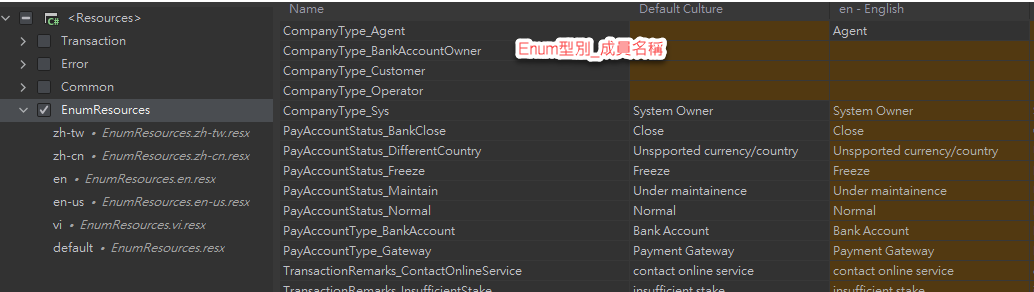 <Resources>
Transaction
Error
Common
EnumResources
zh-tw • EnumResources.zh-tw.resx
zh-cn • EnumResources.zh-cn.resx
en • EnumResources.en.resx
en-us • EnumResources.en-us.resx
vi • EnumResources.vi.resx
default • EnumResources.resx
Name Default Culture en - English
CompanyType_Agent Agent
CompanyType_BankAccountOwner
Enum型別_成員名稱
CompanyType_Customer
CompanyType_Operator
CompanyType_Sys System Owner System Owner
PayAccountStatus_BankClose Close Close
PayAccountStatus_DifferentCountry Unspported currency/country Unspported currency/country
PayAccountStatus_Freeze Freeze Freeze
PayAccountStatus_Maintain Under maintainence Under maintainence
PayAccountStatus_Normal Normal Normal
PayAccountType_BankAccount Bank Account Bank Account
PayAccountType_Gateway Payment Gateway Payment Gateway
TransactionRemarks_ContactOnlineService contact online service contact online service
TransactionRemarks_InsufficientStake insufficient stake insufficient stake